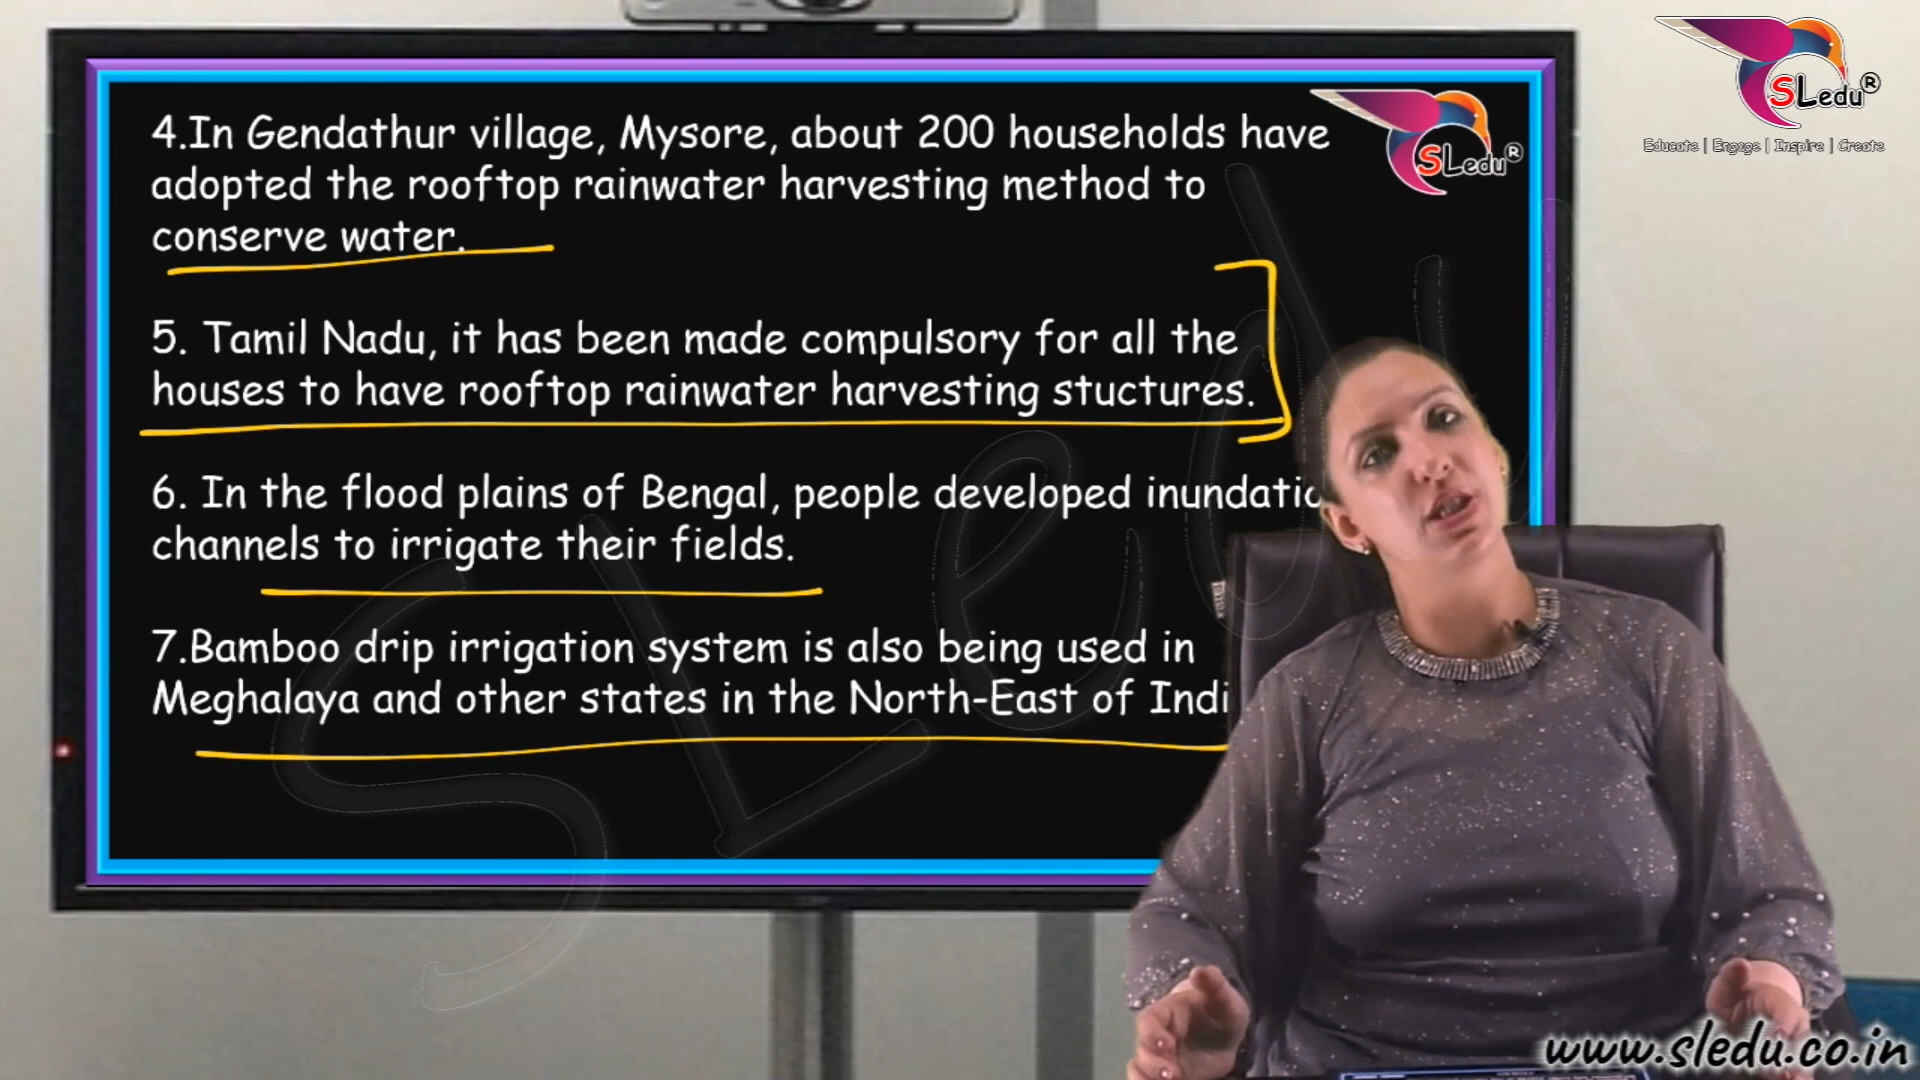 4.In Gendathur village, Mysore, about 200 households have
adopted the rooftop rainwater harvesting method to
conserve water.
5. Tamil Nadu, it has been made compulsory for all the
houses to have rooftop rainwater harvesting stuctures.
6. In the flood plains of Bengal, people developed
channels to irrigate their fields.
7.Bamboo drip irrigation system is also being used in
Meghalaya and other states in the North-East of
SLedu®
SLedu®
Educate | Engage | Inspire | Create
SLedu
www.sledu.co.in